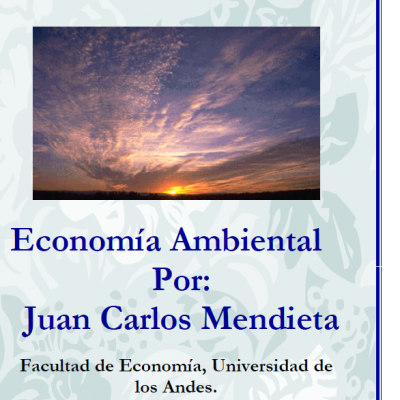 Economía Ambiental
Por:
Juan Carlos Mendieta
Facultad de Economía, Universidad de
los Andes.